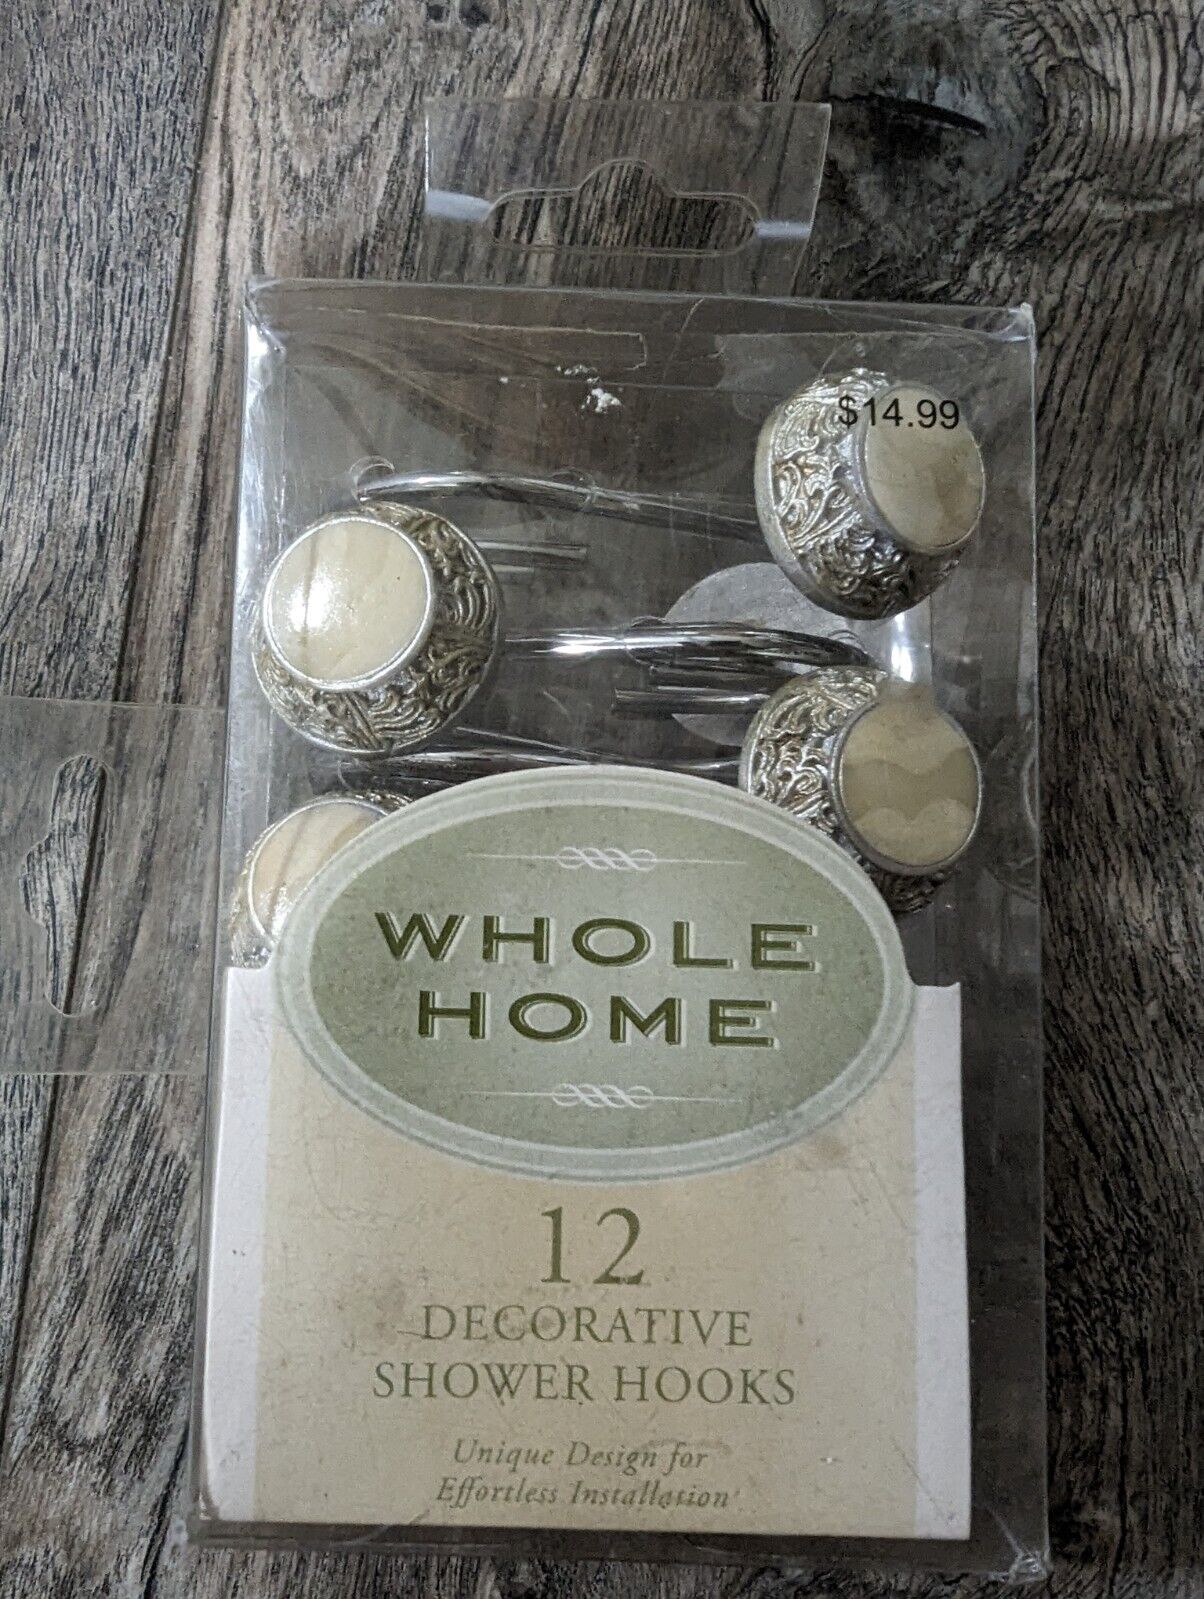 $14.99
WHOLE
HOME
12
DECORATIVE
SHOWER HOOKS
Unique Design for
Effortless Installation